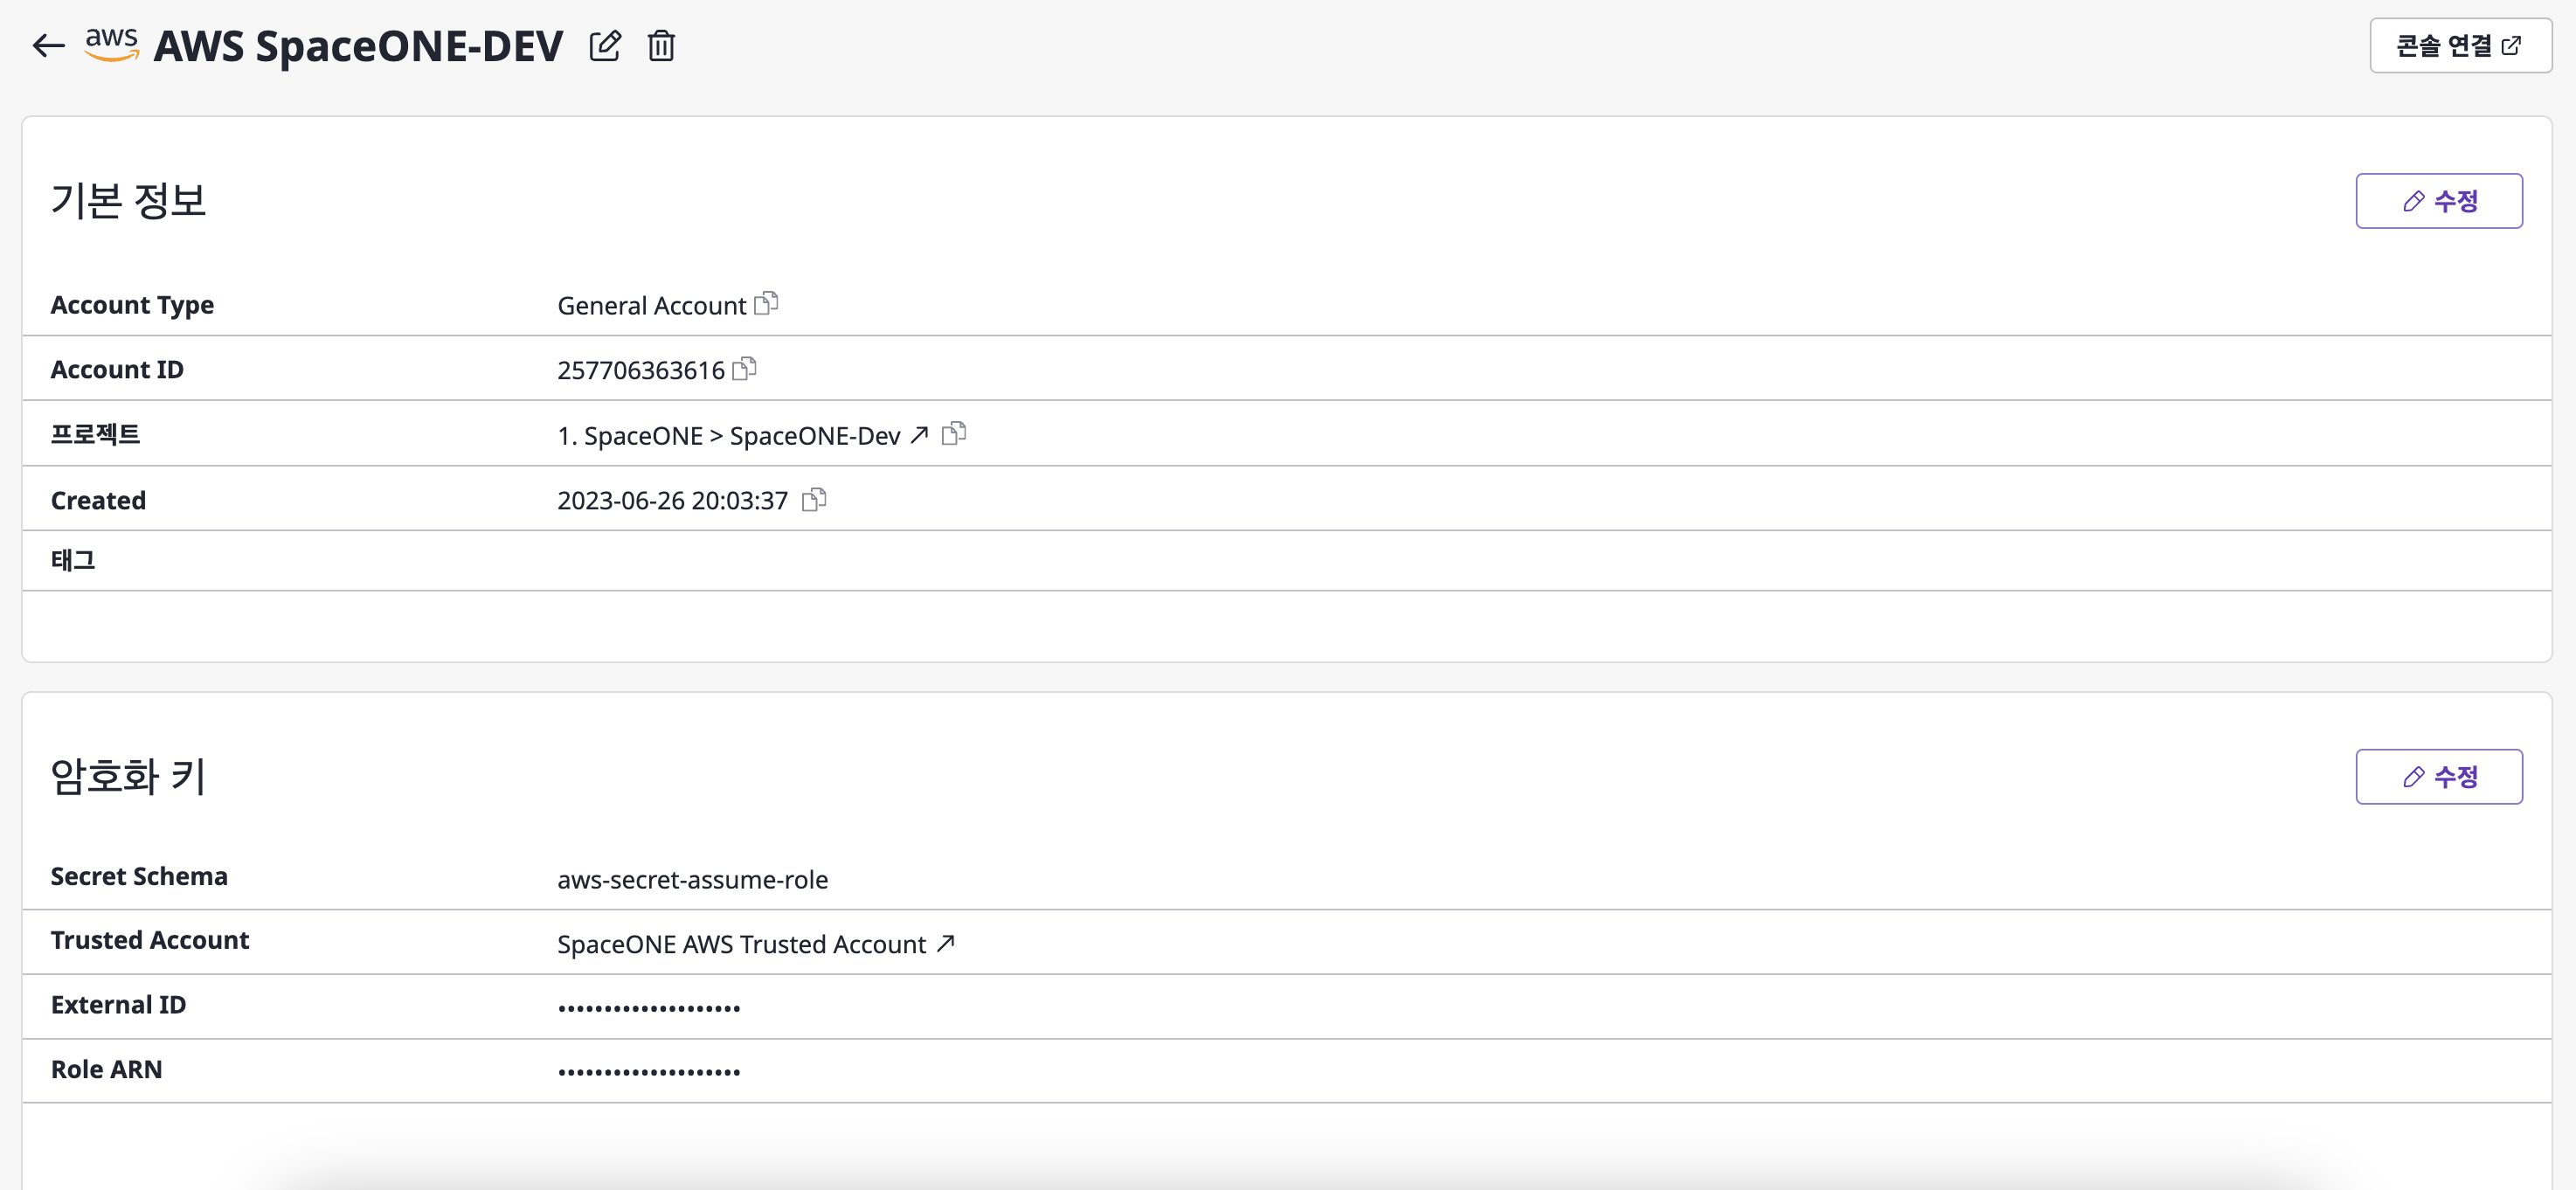 aws AWS SpaceONE-DEV
콘솔 연결
기본 정보
수정
Account Type General Account
Account ID 257706363616
프로젝트 1. SpaceONE > SpaceONE-Dev
Created 2023-06-26 20:03:37
태그
암호화 키
수정
Secret Schema aws-secret-assume-role
Trusted Account SpaceONE AWS Trusted Account
External ID ••••••••••••••••••••
Role ARN ••••••••••••••••••••